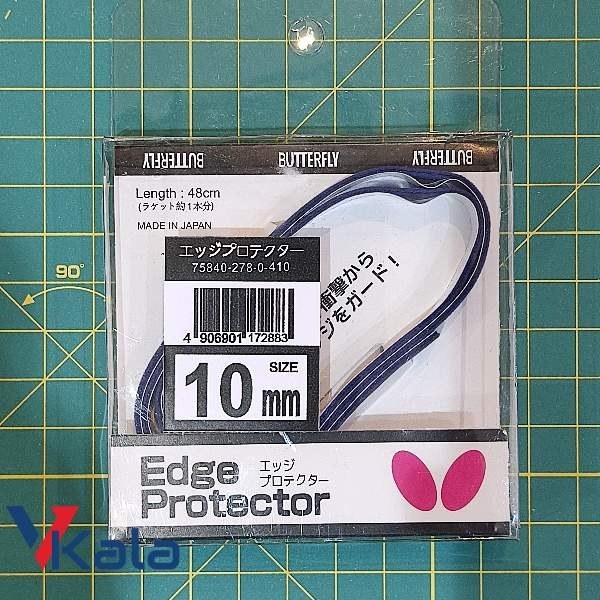 BUTTERFLY
BUTTERFLY
BUTTERFLY
Length : 48cm
(ラケット約1本分)
MADE IN JAPAN
エッジプロテクター
75840-278-0-410
衝撃から
ジをガード!
4 906901 172883
SIZE
10 mm
90°
Edge
Protector
エッジ
プロテクター
VKala